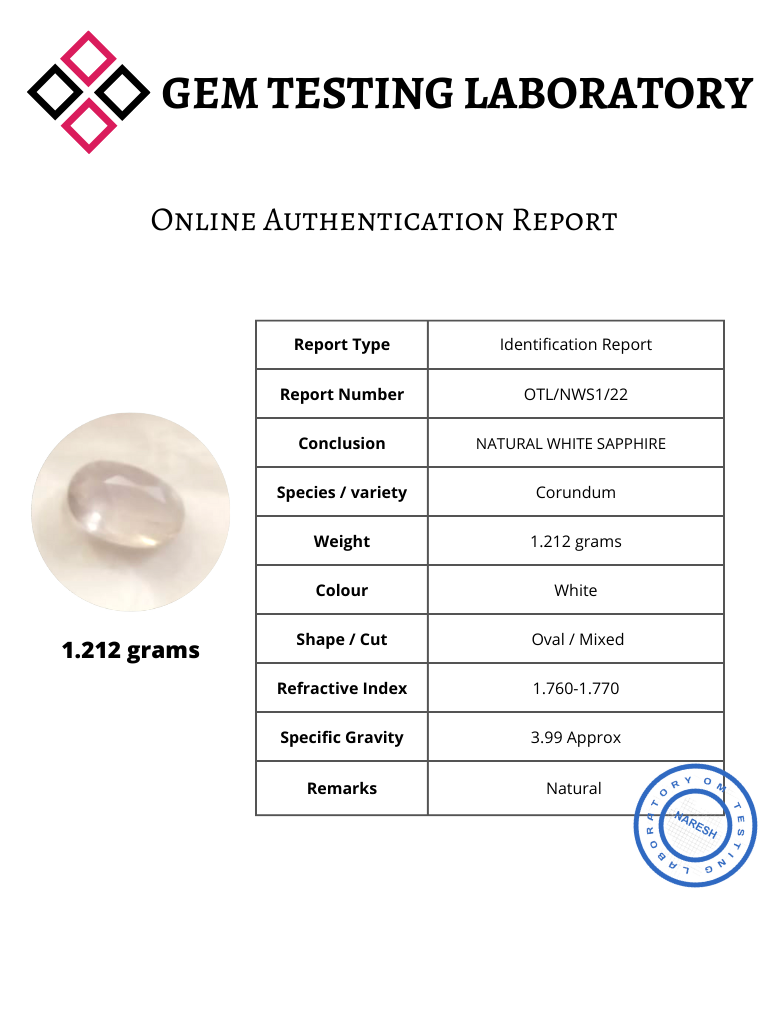 GEM TESTING LABORATORY
Online Authentication Report
Report Type Identification Report
Report Number OTL/NWS1/22
Conclusion NATURAL WHITE SAPPHIRE
Species / variety Corundum
Weight 1.212 grams
Colour White
Shape / Cut Oval / Mixed
Refractive Index 1.760-1.770
Specific Gravity 3.99 Approx
Remarks Natural
1.212 grams
OM TESTING LABORATORY
NARESH